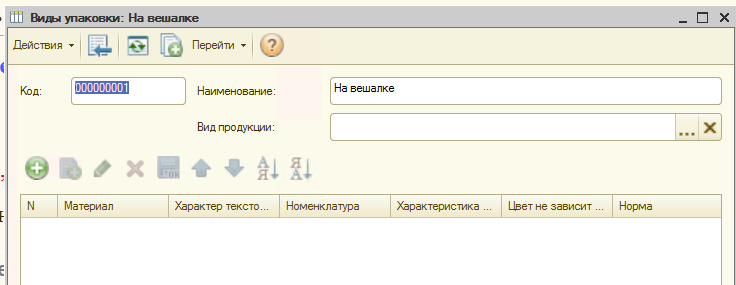 Виды упаковки: На вешалке
Действия Перейти
Код: 000000001 Наименование: На вешалке
Вид продукции:
N Материал Характер тексто... Номенклатура Характеристика ... Цвет не зависит ... Норма